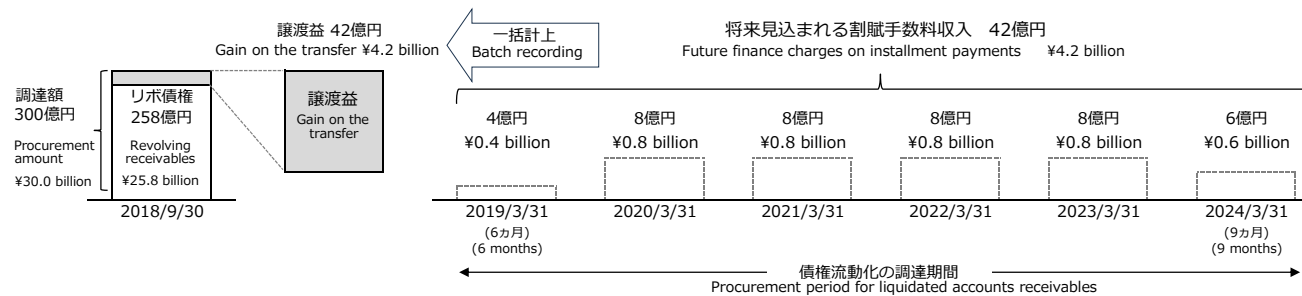 譲渡益 42億円
Gain on the transfer ¥4.2 billion
一括計上
Batch recording
将来見込まれる割賦手数料収入 42億円
Future finance charges on installment payments ¥4.2 billion
調達額
300億円
Procurement
amount
¥30.0 billion
リボ債権
258億円
Revolving
receivables
¥25.8 billion
2018/9/30
譲渡益
Gain on the
transfer
4億円
¥0.4 billion
8億円
¥0.8 billion
8億円
¥0.8 billion
8億円
¥0.8 billion
8億円
¥0.8 billion
6億円
¥0.6 billion
2019/3/31
(6ヵ月)
(6 months)
2020/3/31
2021/3/31
2022/3/31
2023/3/31
2024/3/31
(9ヵ月)
(9 months)
債権流動化の調達期間
Procurement period for liquidated accounts receivables